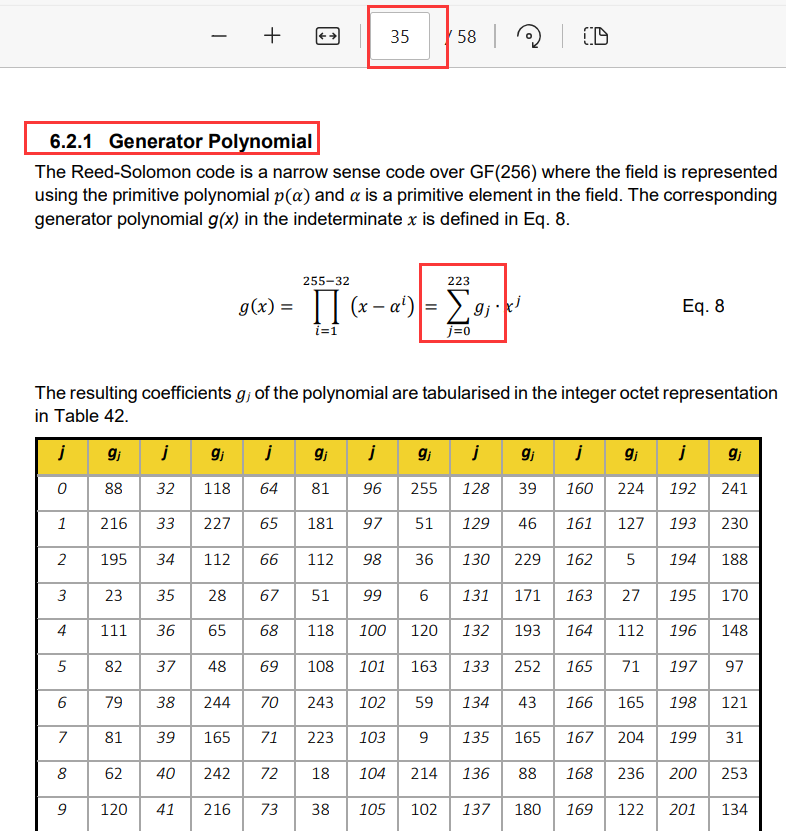 35 / 58
6.2.1 Generator Polynomial
The Reed-Solomon code is a narrow sense code over GF(256) where the field is represented
using the primitive polynomial p(α) and α is a primitive element in the field. The corresponding
generator polynomial g(x) in the indeterminate x is defined in Eq. 8.
255−32 223
g(x) = ∏ (x − αⁱ) = ∑ gⱼ · xʲ Eq. 8
i=1 j=0
The resulting coefficients gⱼ of the polynomial are tabularised in the integer octet representation
in Table 42.
j gⱼ j gⱼ j gⱼ j gⱼ j gⱼ j gⱼ j gⱼ
0 88 32 118 64 81 96 255 128 39 160 224 192 241
1 216 33 227 65 181 97 51 129 46 161 127 193 230
2 195 34 112 66 112 98 36 130 229 162 5 194 188
3 23 35 28 67 51 99 6 131 171 163 27 195 170
4 111 36 65 68 118 100 120 132 193 164 112 196 148
5 82 37 48 69 108 101 163 133 252 165 71 197 97
6 79 38 244 70 243 102 59 134 43 166 165 198 121
7 81 39 165 71 223 103 9 135 165 167 204 199 31
8 62 40 242 72 18 104 214 136 88 168 236 200 253
9 120 41 216 73 38 105 102 137 180 169 122 201 134